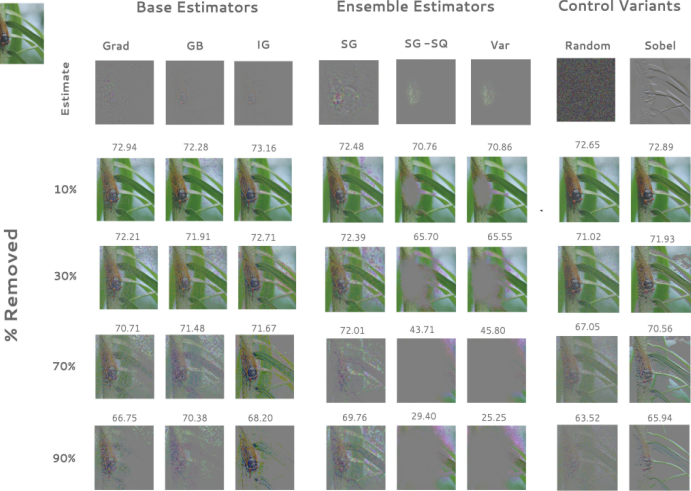 Base Estimators Ensemble Estimators Control Variants
Grad GB IG SG SG -SQ Var Random Sobel
Estimate
72.94 72.28 73.16 72.48 70.76 70.86 72.65 72.89
10%
72.21 71.91 72.71 72.39 65.70 65.55 71.02 71.93
30%
70.71 71.48 71.67 72.01 43.71 45.80 67.05 70.56
70%
66.75 70.38 68.20 69.76 29.40 25.25 63.52 65.94
90%
% Removed